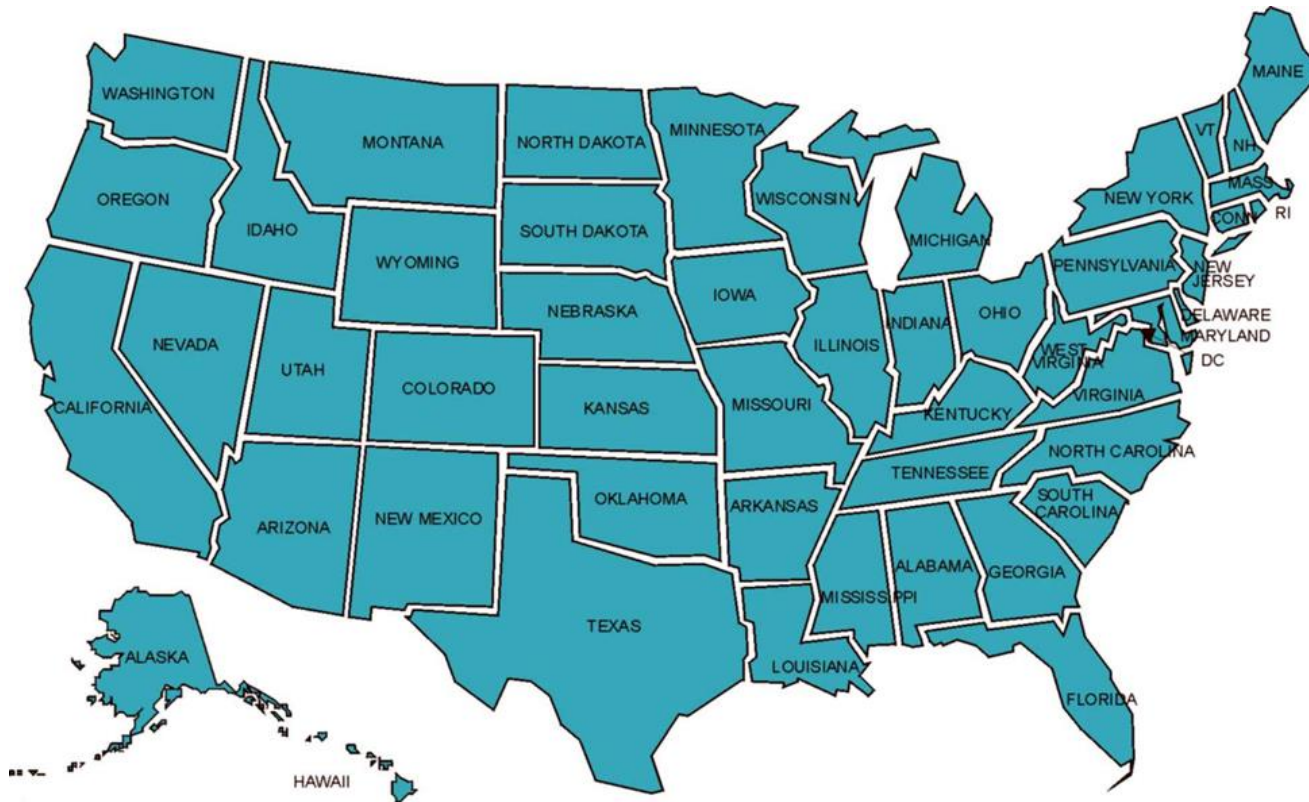 MAINE
WASHINGTON
MONTANA
NORTH DAKOTA
MINNESOTA
VT
NH
OREGON
IDAHO
SOUTH DAKOTA
WISCONSIN
MICHIGAN
NEW YORK
MASS
CONN
RI
WYOMING
PENNSYLVANIA
NEW
JERSEY
IOWA
NEBRASKA
NEVADA
UTAH
COLORADO
ILLINOIS
INDIANA
OHIO
WEST
VIRGINIA
DELAWARE
MARYLAND
DC
CALIFORNIA
KANSAS
MISSOURI
KENTUCKY
VIRGINIA
ARIZONA
NEW MEXICO
OKLAHOMA
ARKANSAS
TENNESSEE
NORTH CAROLINA
SOUTH
CAROLINA
ALABAMA
GEORGIA
MISSISSIPPI
TEXAS
LOUISIANA
FLORIDA
ALASKA
HAWAII